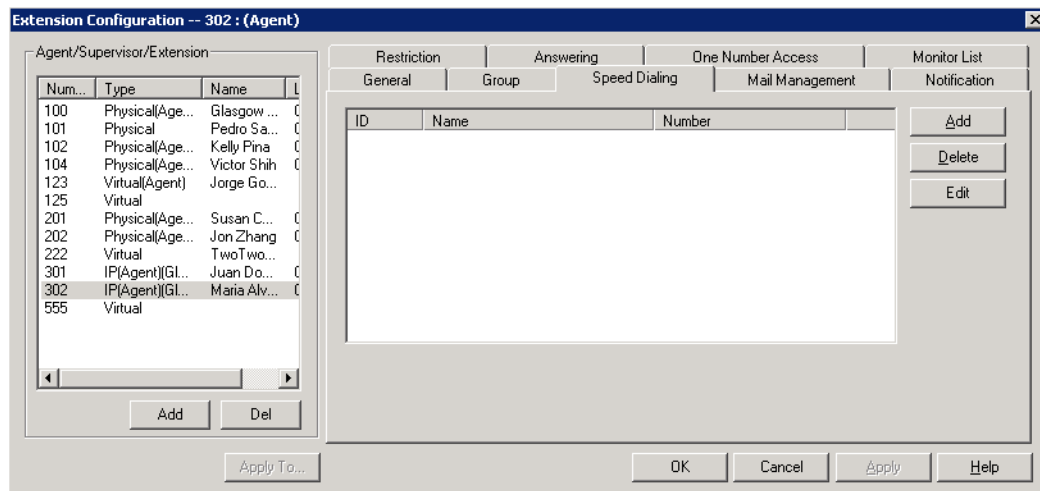 Extension Configuration -- 302 : (Agent)
Agent/Supervisor/Extension
Num... Type Name L
100 Physical(Age... Glasgow ...
101 Physical Pedro Sa...
102 Physical(Age... Kelly Pina
104 Physical(Age... Victor Shih
123 Virtual(Agent) Jorge Go...
125 Virtual
201 Physical(Age... Susan C...
202 Physical(Age... Jon Zhang
222 Virtual TwoTwo...
301 IP(Agent)(Gl... Juan Do...
302 IP(Agent)(Gl... Maria Alv...
555 Virtual
Add Del
Apply To...
Restriction Answering One Number Access Monitor List
General Group Speed Dialing Mail Management Notification
ID Name Number
Add
Delete
Edit
OK Cancel Apply Help